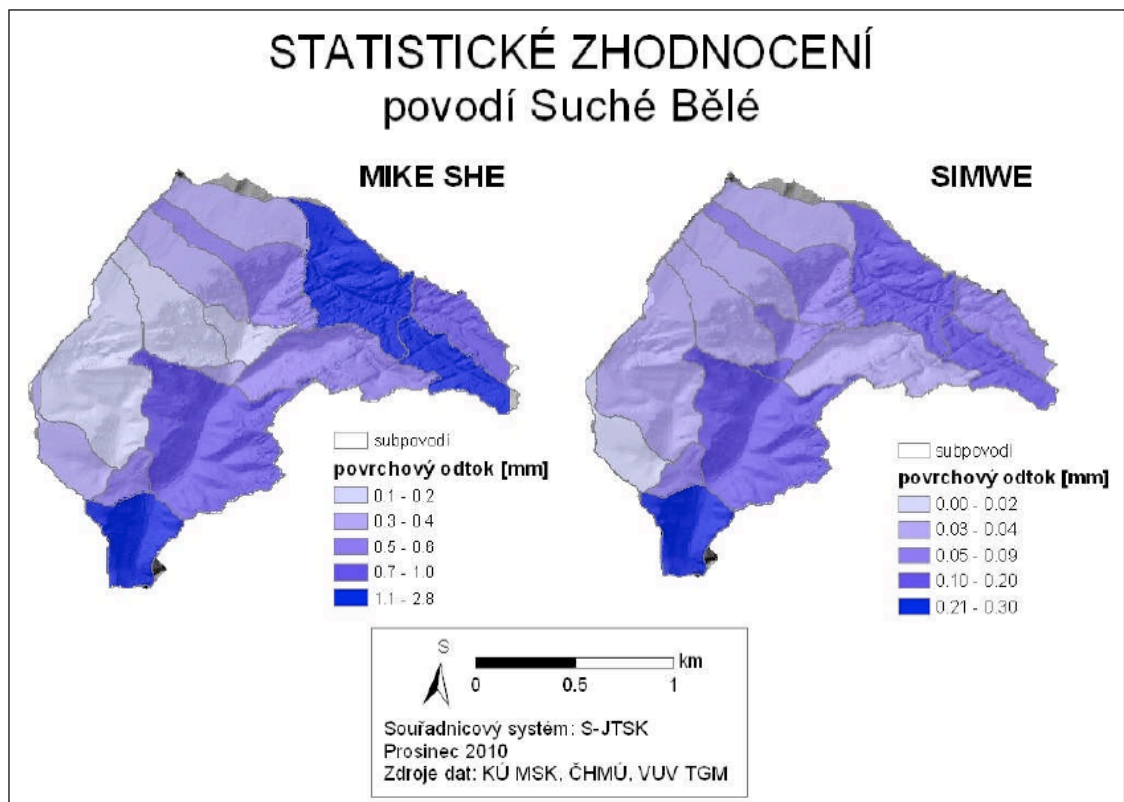 STATISTICKÉ ZHODNOCENÍ
povodí Suché Bělé
MIKE SHE
subpovodí
povrchový odtok [mm]
0.1 - 0.2
0.3 - 0.4
0.5 - 0.6
0.7 - 1.0
1.1 - 2.8
SIMWE
subpovodí
povrchový odtok [mm]
0.00 - 0.02
0.03 - 0.04
0.05 - 0.09
0.10 - 0.20
0.21 - 0.30
S
km
0 0.5 1
Souřadnicový systém: S-JTSK
Prosinec 2010
Zdroje dat: KÚ MSK, ČHMÚ, VUV TGM